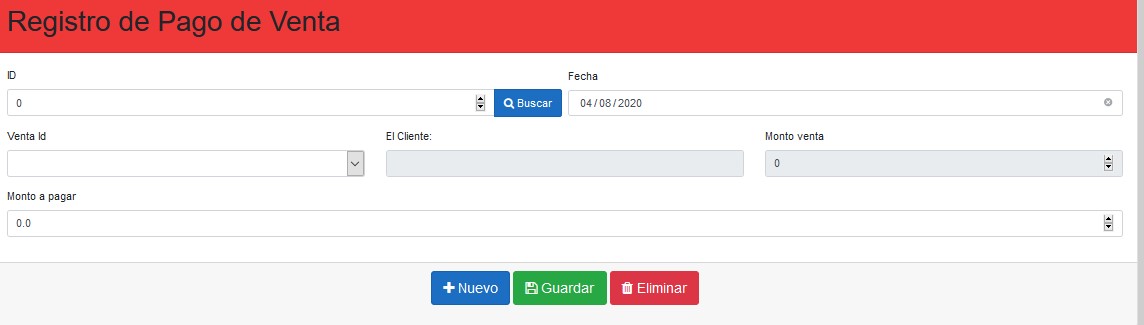 Registro de Pago de Venta
ID
Fecha
0
Buscar
04/08/2020
Venta Id
El Cliente:
Monto venta
0
Monto a pagar
0.0
Nuevo
Guardar
Eliminar